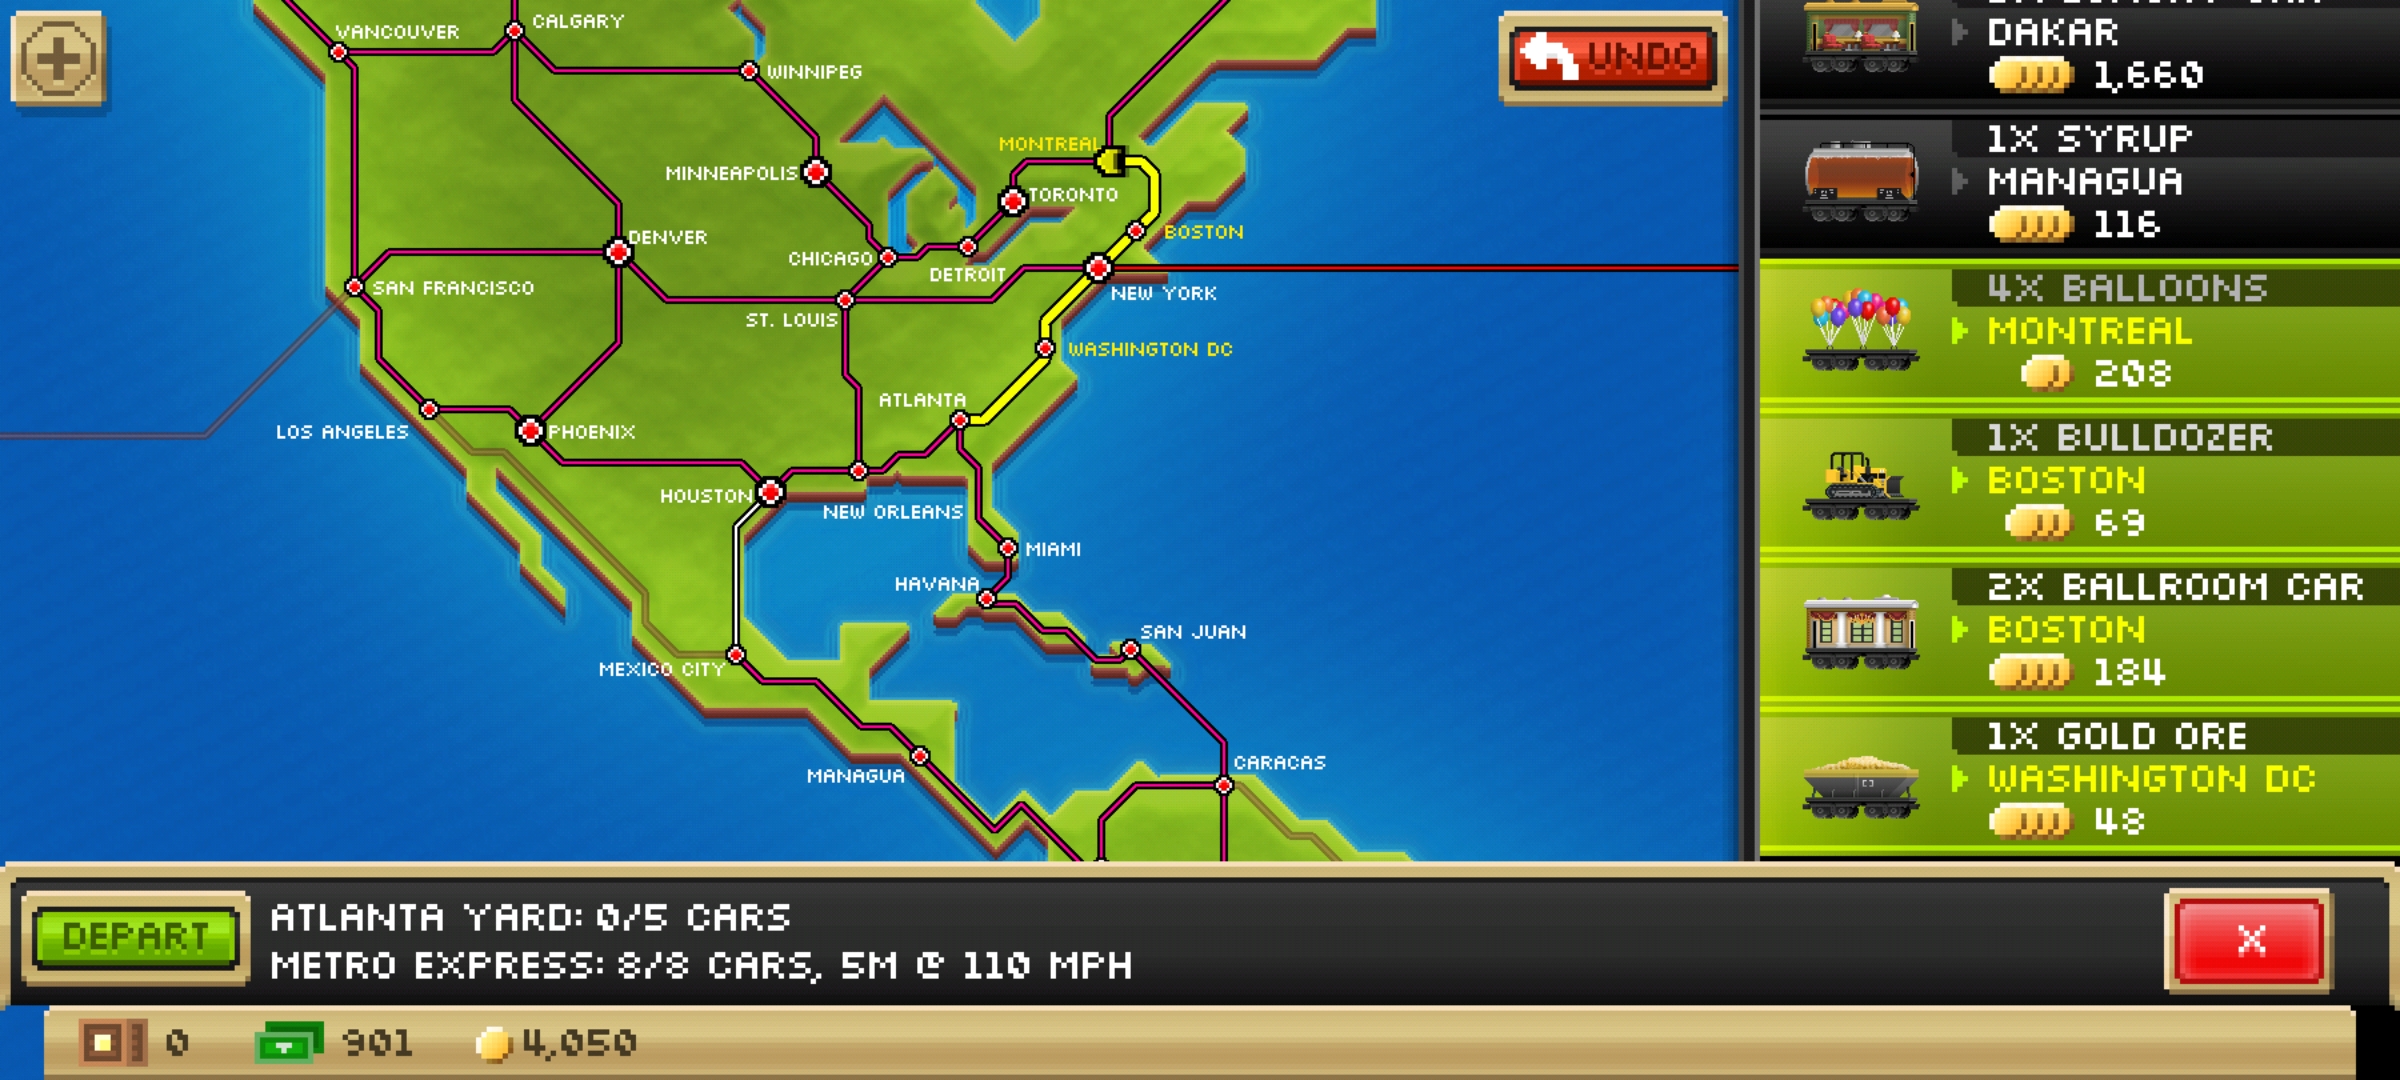 VANCOUVER
CALGARY
WINNIPEG
MINNEAPOLIS
MONTREAL
TORONTO
BOSTON
DENVER
CHICAGO
DETROIT
SAN FRANCISCO
NEW YORK
ST. LOUIS
WASHINGTON DC
ATLANTA
LOS ANGELES
PHOENIX
HOUSTON
NEW ORLEANS
MIAMI
HAVANA
SAN JUAN
MEXICO CITY
CARACAS
MANAGUA
UNDO
DAKAR
1,660
1X SYRUP
MANAGUA
116
4X BALLOONS
MONTREAL
208
1X BULLDOZER
BOSTON
69
2X BALLROOM CAR
BOSTON
184
1X GOLD ORE
WASHINGTON DC
48
DEPART
ATLANTA YARD: 0/5 CARS
METRO EXPRESS: 8/8 CARS, 5M @ 110 MPH
X
0
901
4,050